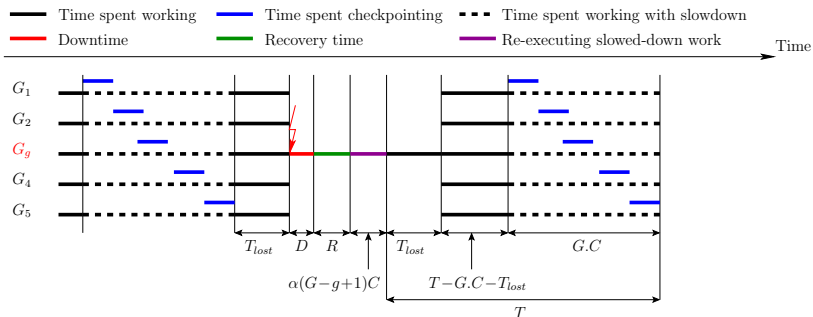 Time spent working Time spent checkpointing Time spent working with slowdown
Downtime Recovery time Re-executing slowed-down work
Time
G1
G2
Gg
G4
G5
Tlost D R Tlost G.C
α(G−g+1)C T−G.C−Tlost
T